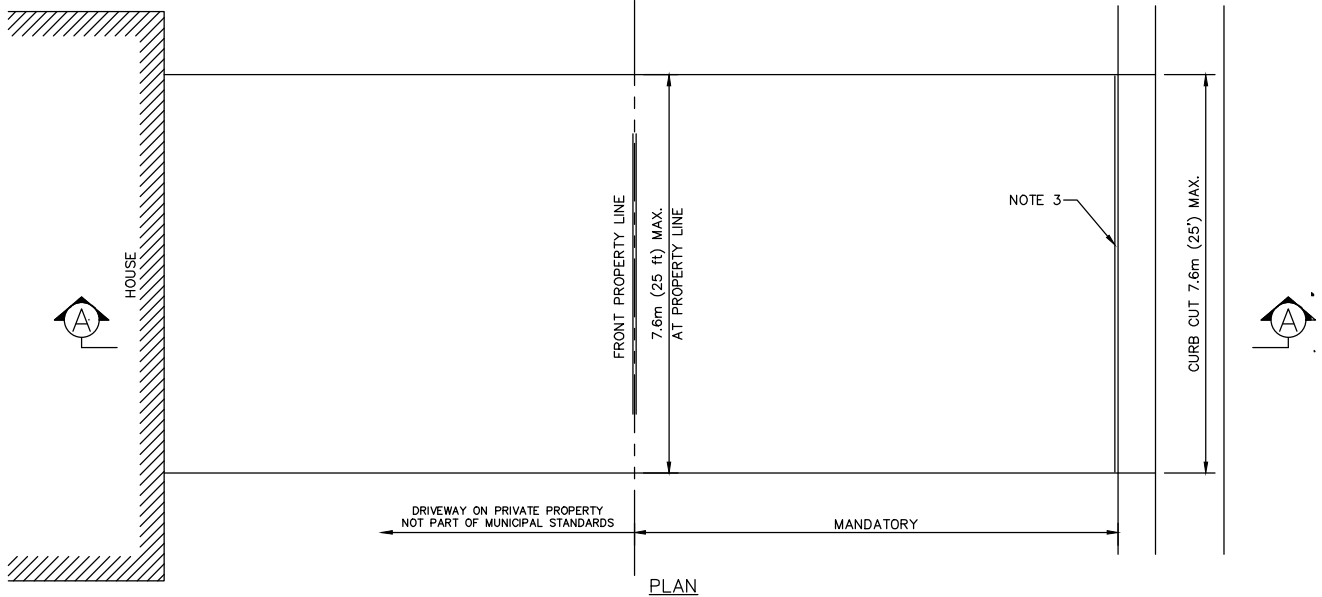 HOUSE
A
FRONT PROPERTY LINE
7.6m (25 ft) MAX.
AT PROPERTY LINE
NOTE 3
CURB CUT 7.6m (25') MAX.
A
DRIVEWAY ON PRIVATE PROPERTY
NOT PART OF MUNICIPAL STANDARDS
MANDATORY
PLAN